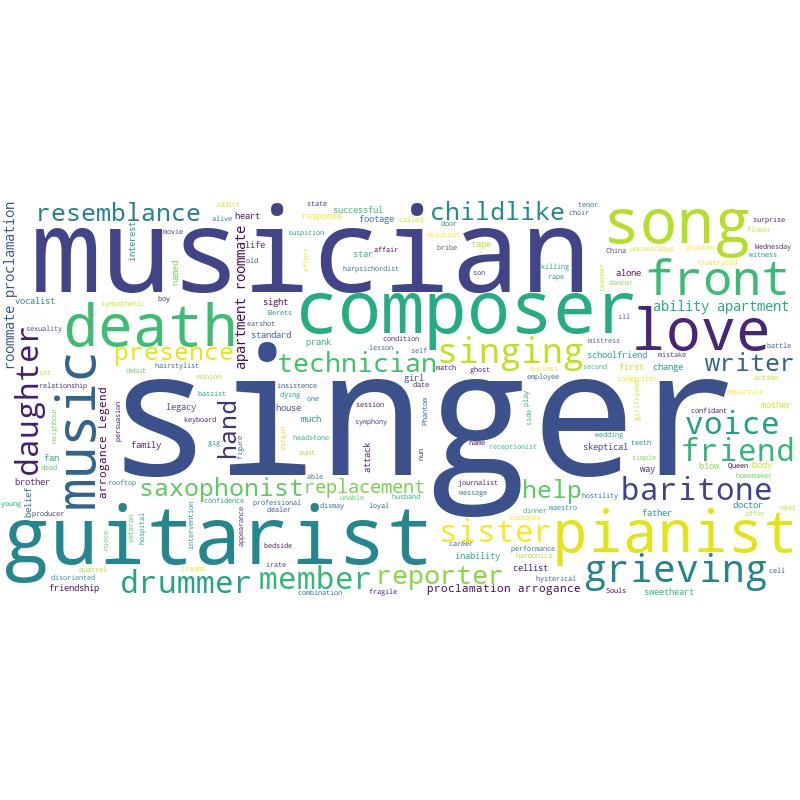 addict
state
successful
called
tenor
resemblance
alive
heart
response
footage
childlike
choir
song
surprise
flower
musician
movie
interest
life
suspicion
star
affair
door
delusion
bribe
tape
China
unconscious
drunken
Wednesday
witness
roommate proclamation
named
old
effort
harpsichordist
son
killing
rape
teacher
dancer
alone
frustrated
front
vocalist
boy
apartment roommate
sight
Berets
composer
ability apartment
sympathetic
death
earshot
standard
condition
prank
lesson
self
ill
mistress
mistake
love
battle
sexuality
presence
technician
match
ghost
singing
schoolfriend
change
writer
daughter
set
relationship
debut
hairstylist
minion
insistence
girl
date
success
employee
second
first
songwriter
action
departure
neighbour
music
persuasion
legacy
bassist
keyboard
dying
one
house
much
session
symphony
Phantom
side play
girlfriend
confidant
mother
arrogance Legend
gig
hand
figure
virgin
headstone
singer
wedding
skeptical
teeth
voice
fan
dead
family
aunt
attack
nun
name
receptionist
simple
way
blow
Queen
body
homemaker
friend
brother
rooftop
able
unable
husband
journalist
message
hostility
doctor
young
belief
saxophonist
replacement
help
baritone
producer
confidence
professional
dealer
dismay
loyal
dinner
maestro
father
offer
next
guitarist
niece
veteran
hospital
intervention
appearance
bedside
sister
customer
performance
pianist
quarrel
trauma
irate
inability
career
harmonica
cellist
hysterical
grieving
cell
disoriented
friendship
drummer
member
combination
fragile
reporter
proclamation arrogance
Souls
sweetheart